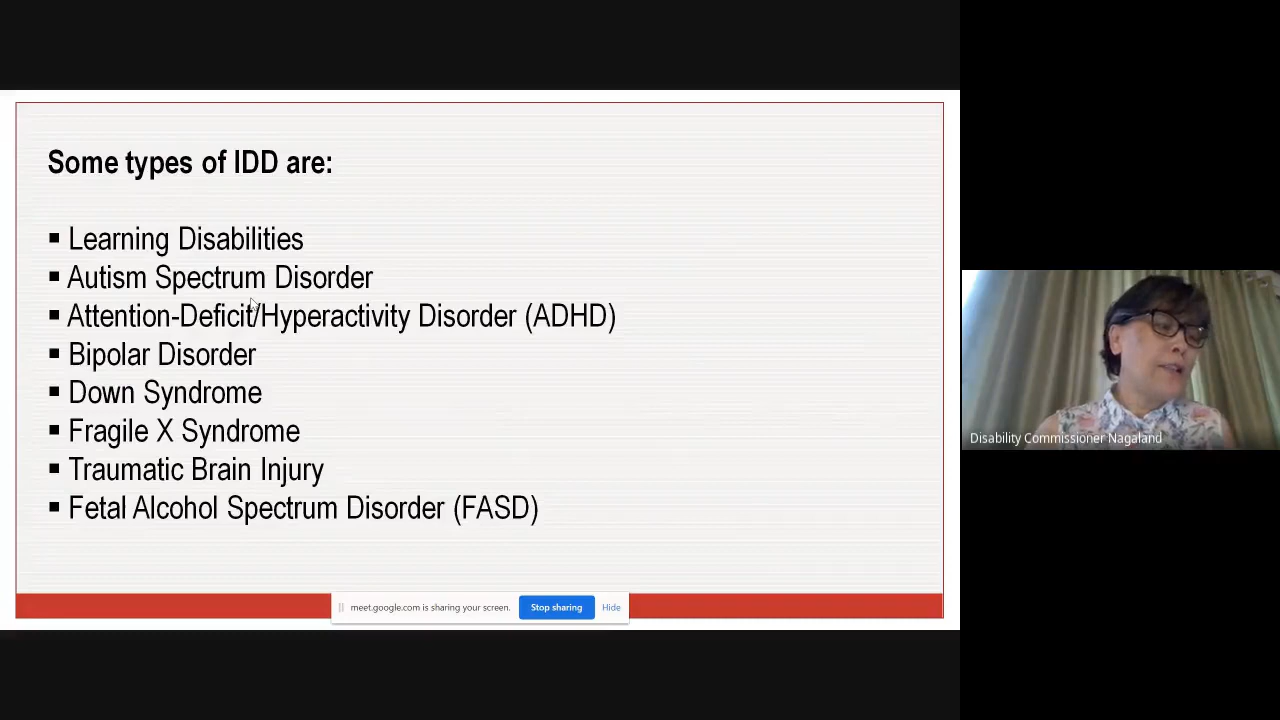 Some types of IDD are:
▪ Learning Disabilities
▪ Autism Spectrum Disorder
▪ Attention-Deficit/Hyperactivity Disorder (ADHD)
▪ Bipolar Disorder
▪ Down Syndrome
▪ Fragile X Syndrome
▪ Traumatic Brain Injury
▪ Fetal Alcohol Spectrum Disorder (FASD)
meet.google.com is sharing your screen. Stop sharing Hide
Disability Commissioner Nagaland